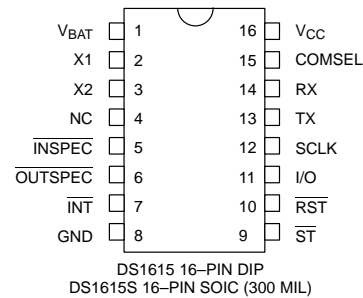 V_BAT 1 16 V_CC
X1 2 15 COMSEL
X2 3 14 RX
NC 4 13 TX
INSPEC 5 12 SCLK
OUTSPEC 6 11 I/O
INT 7 10 RST
GND 8 9 ST
DS1615 16–PIN DIP
DS1615S 16–PIN SOIC (300 MIL)